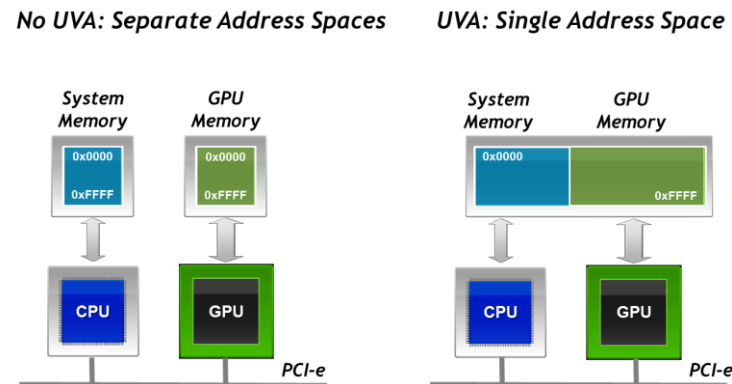 No UVA: Separate Address Spaces
System
Memory
GPU
Memory
0x0000
0xFFFF
0x0000
0xFFFF
CPU
GPU
PCI-e
UVA: Single Address Space
System
Memory
GPU
Memory
0x0000
0xFFFF
CPU
GPU
PCI-e